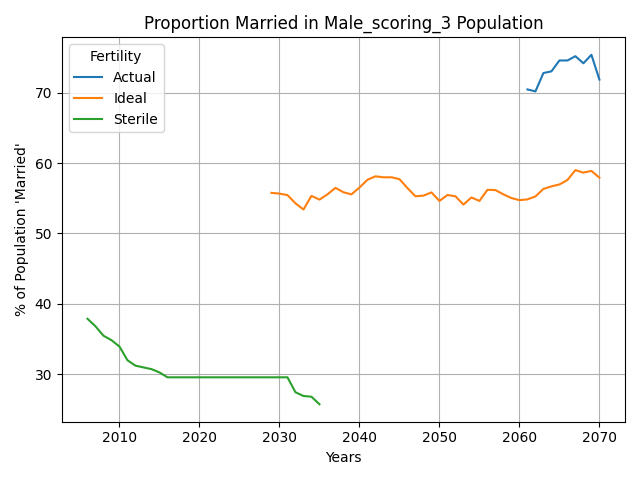 Proportion Married in Male_scoring_3 Population
Fertility
Actual
Ideal
Sterile
% of Population 'Married'
70
60
50
40
30
2010 2020 2030 2040 2050 2060 2070
Years